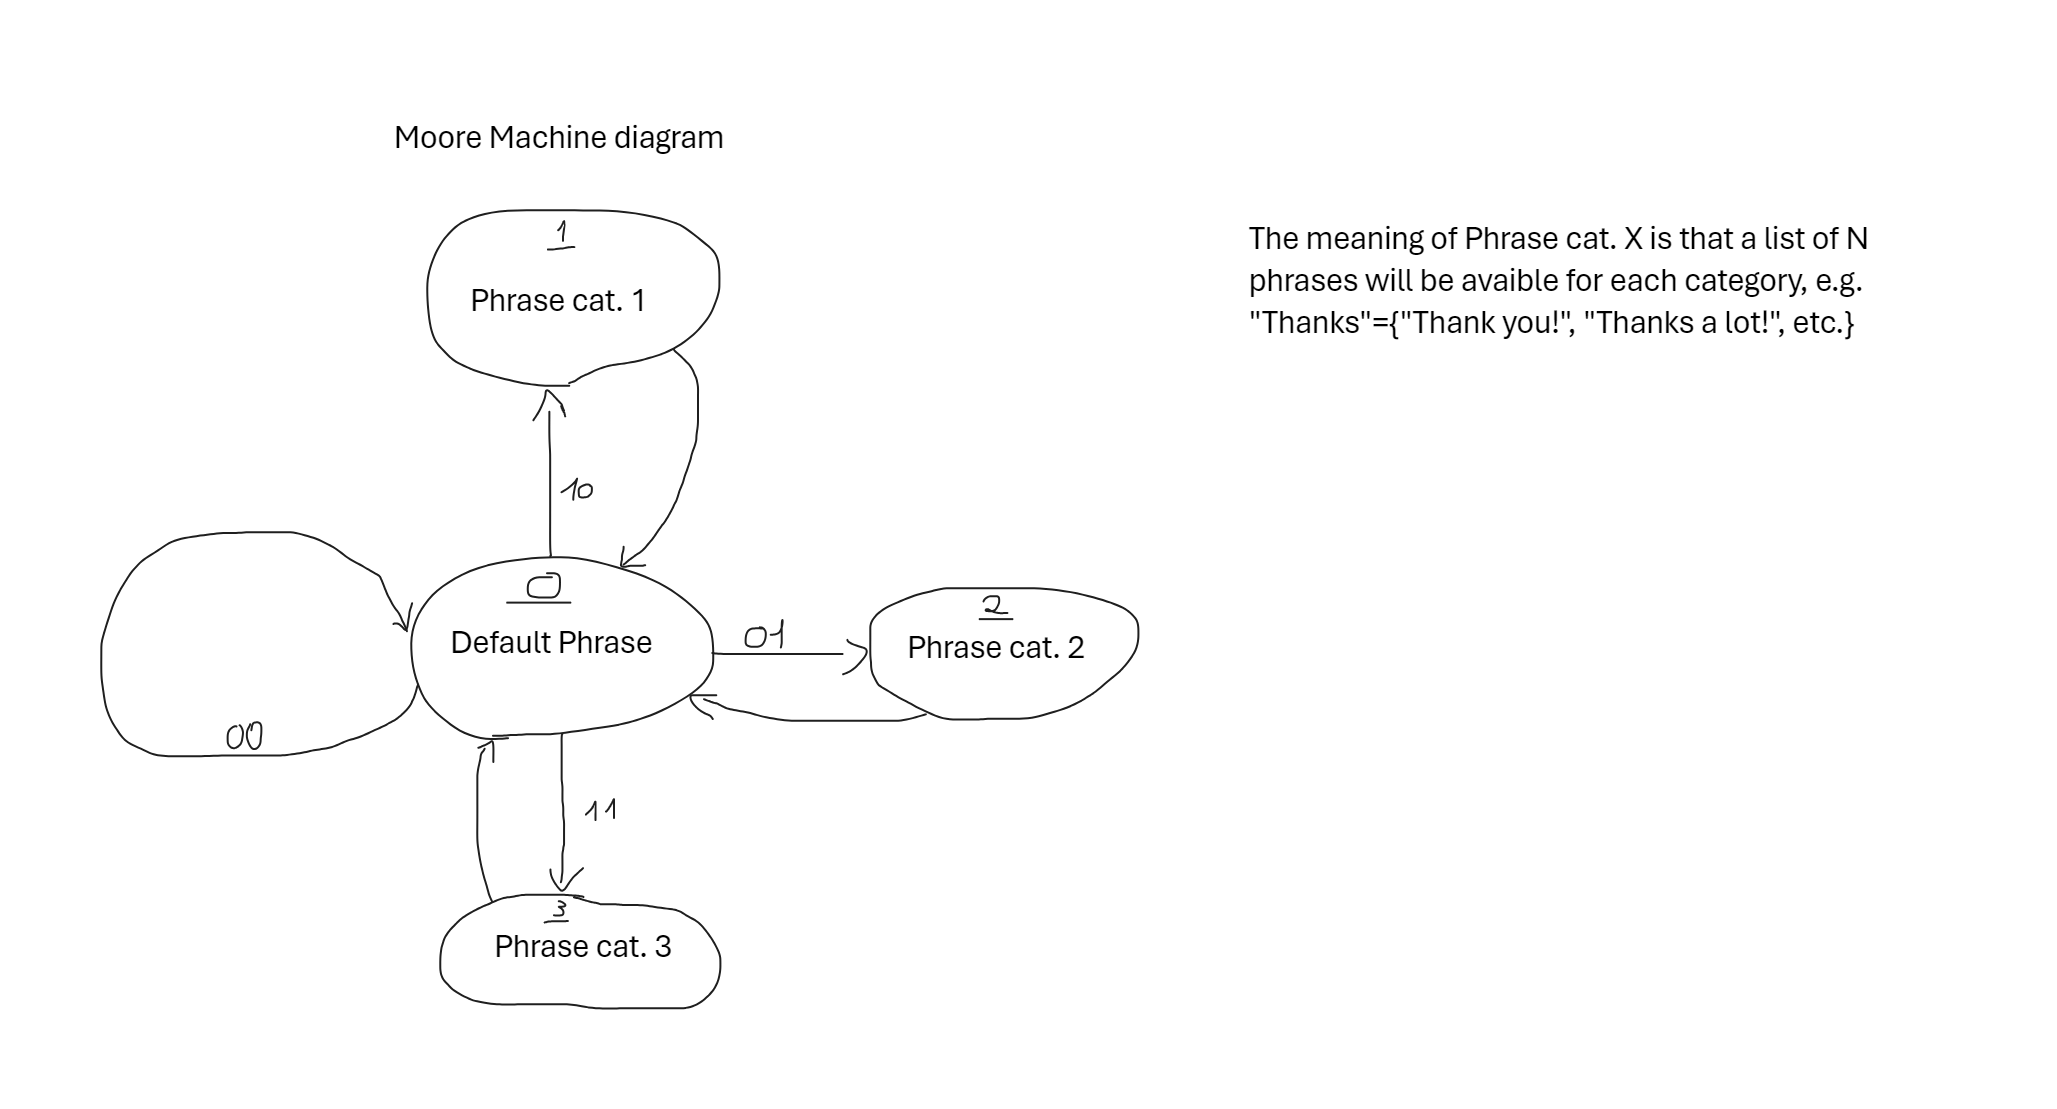 Moore Machine diagram
1
Phrase cat. 1
The meaning of Phrase cat. X is that a list of N
phrases will be avaible for each category, e.g.
"Thanks"={"Thank you!", "Thanks a lot!", etc.}
10
0
Default Phrase
01
2
Phrase cat. 2
00
11
3
Phrase cat. 3